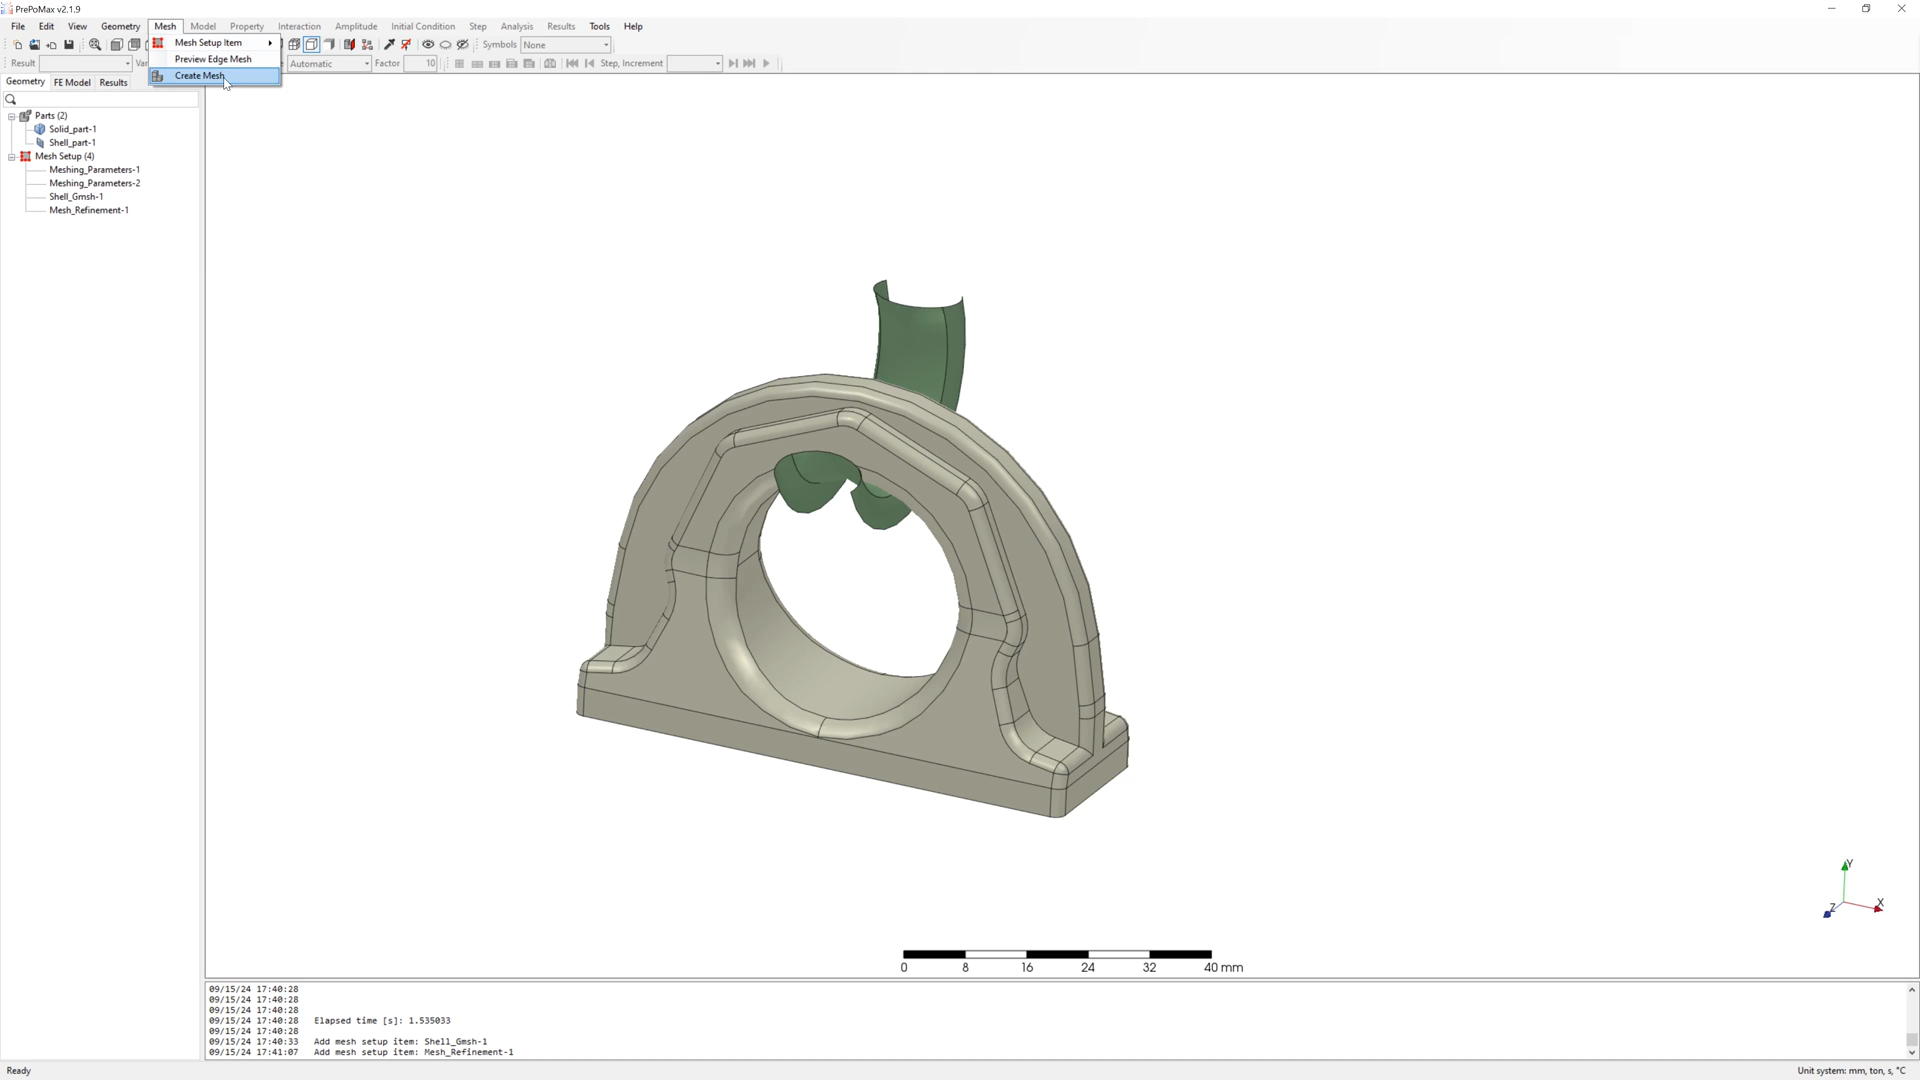 PrePoMax v2.1.9
File Edit View Geometry Mesh Model Property Interaction Amplitude Initial Condition Step Analysis Results Tools Help
Mesh Setup Item
Preview Edge Mesh
Create Mesh
Symbols None
Result Var Automatic Factor 10 Step, Increment
Geometry FE Model Results
Parts (2)
Solid_part-1
Shell_part-1
Mesh Setup (4)
Meshing_Parameters-1
Meshing_Parameters-2
Shell_Gmsh-1
Mesh_Refinement-1
Y
Z X
0 8 16 24 32 40 mm
09/15/24 17:40:28
09/15/24 17:40:28
09/15/24 17:40:28
09/15/24 17:40:28 Elapsed time [s]: 1.535033
09/15/24 17:40:28
09/15/24 17:40:33 Add mesh setup item: Shell_Gmsh-1
09/15/24 17:41:07 Add mesh setup item: Mesh_Refinement-1
Ready
Unit system: mm, ton, s, °C